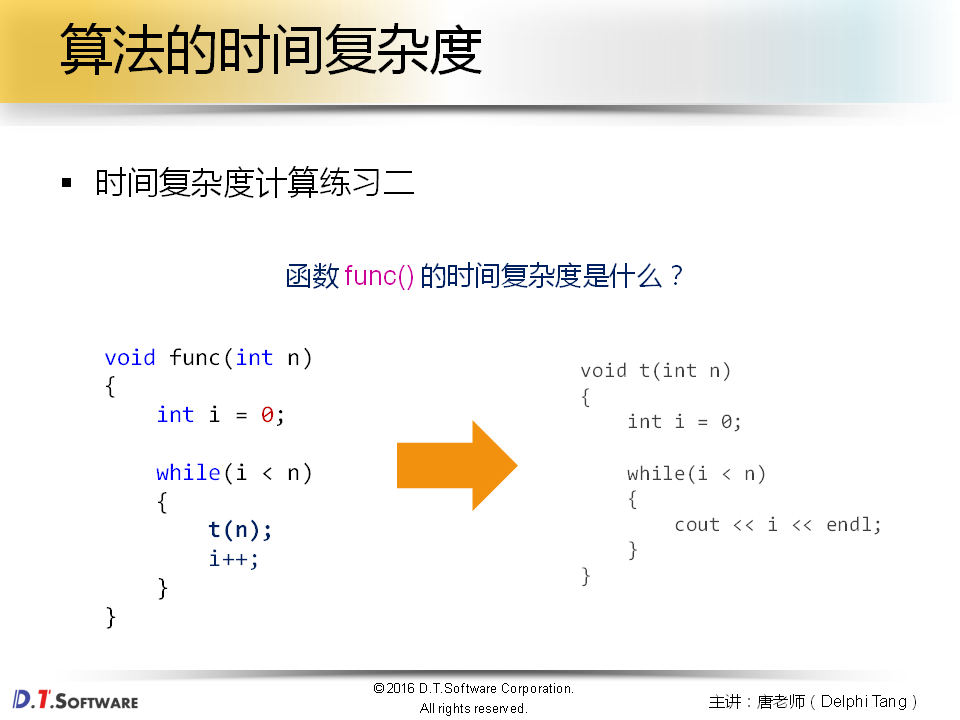 算法的时间复杂度
▪ 时间复杂度计算练习二
函数 func() 的时间复杂度是什么？
void func(int n)
{
    int i = 0;
    while(i < n)
    {
        t(n);
        i++;
    }
}
void t(int n)
{
    int i = 0;
    while(i < n)
    {
        cout << i << endl;
    }
}
D.T.SOFTWARE
©2016 D.T.Software Corporation.
All rights reserved.
主讲：唐老师（Delphi Tang）